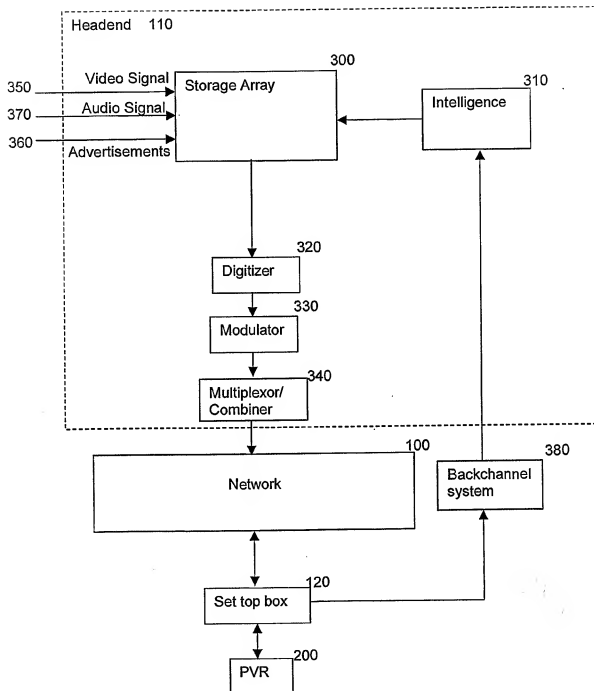 Headend 110
300
310
350
Video Signal
Storage Array
Intelligence
370
Audio Signal
360
Advertisements
320
Digitizer
330
Modulator
340
Multiplexor/
Combiner
100
380
Network
Backchannel
system
120
Set top box
200
PVR